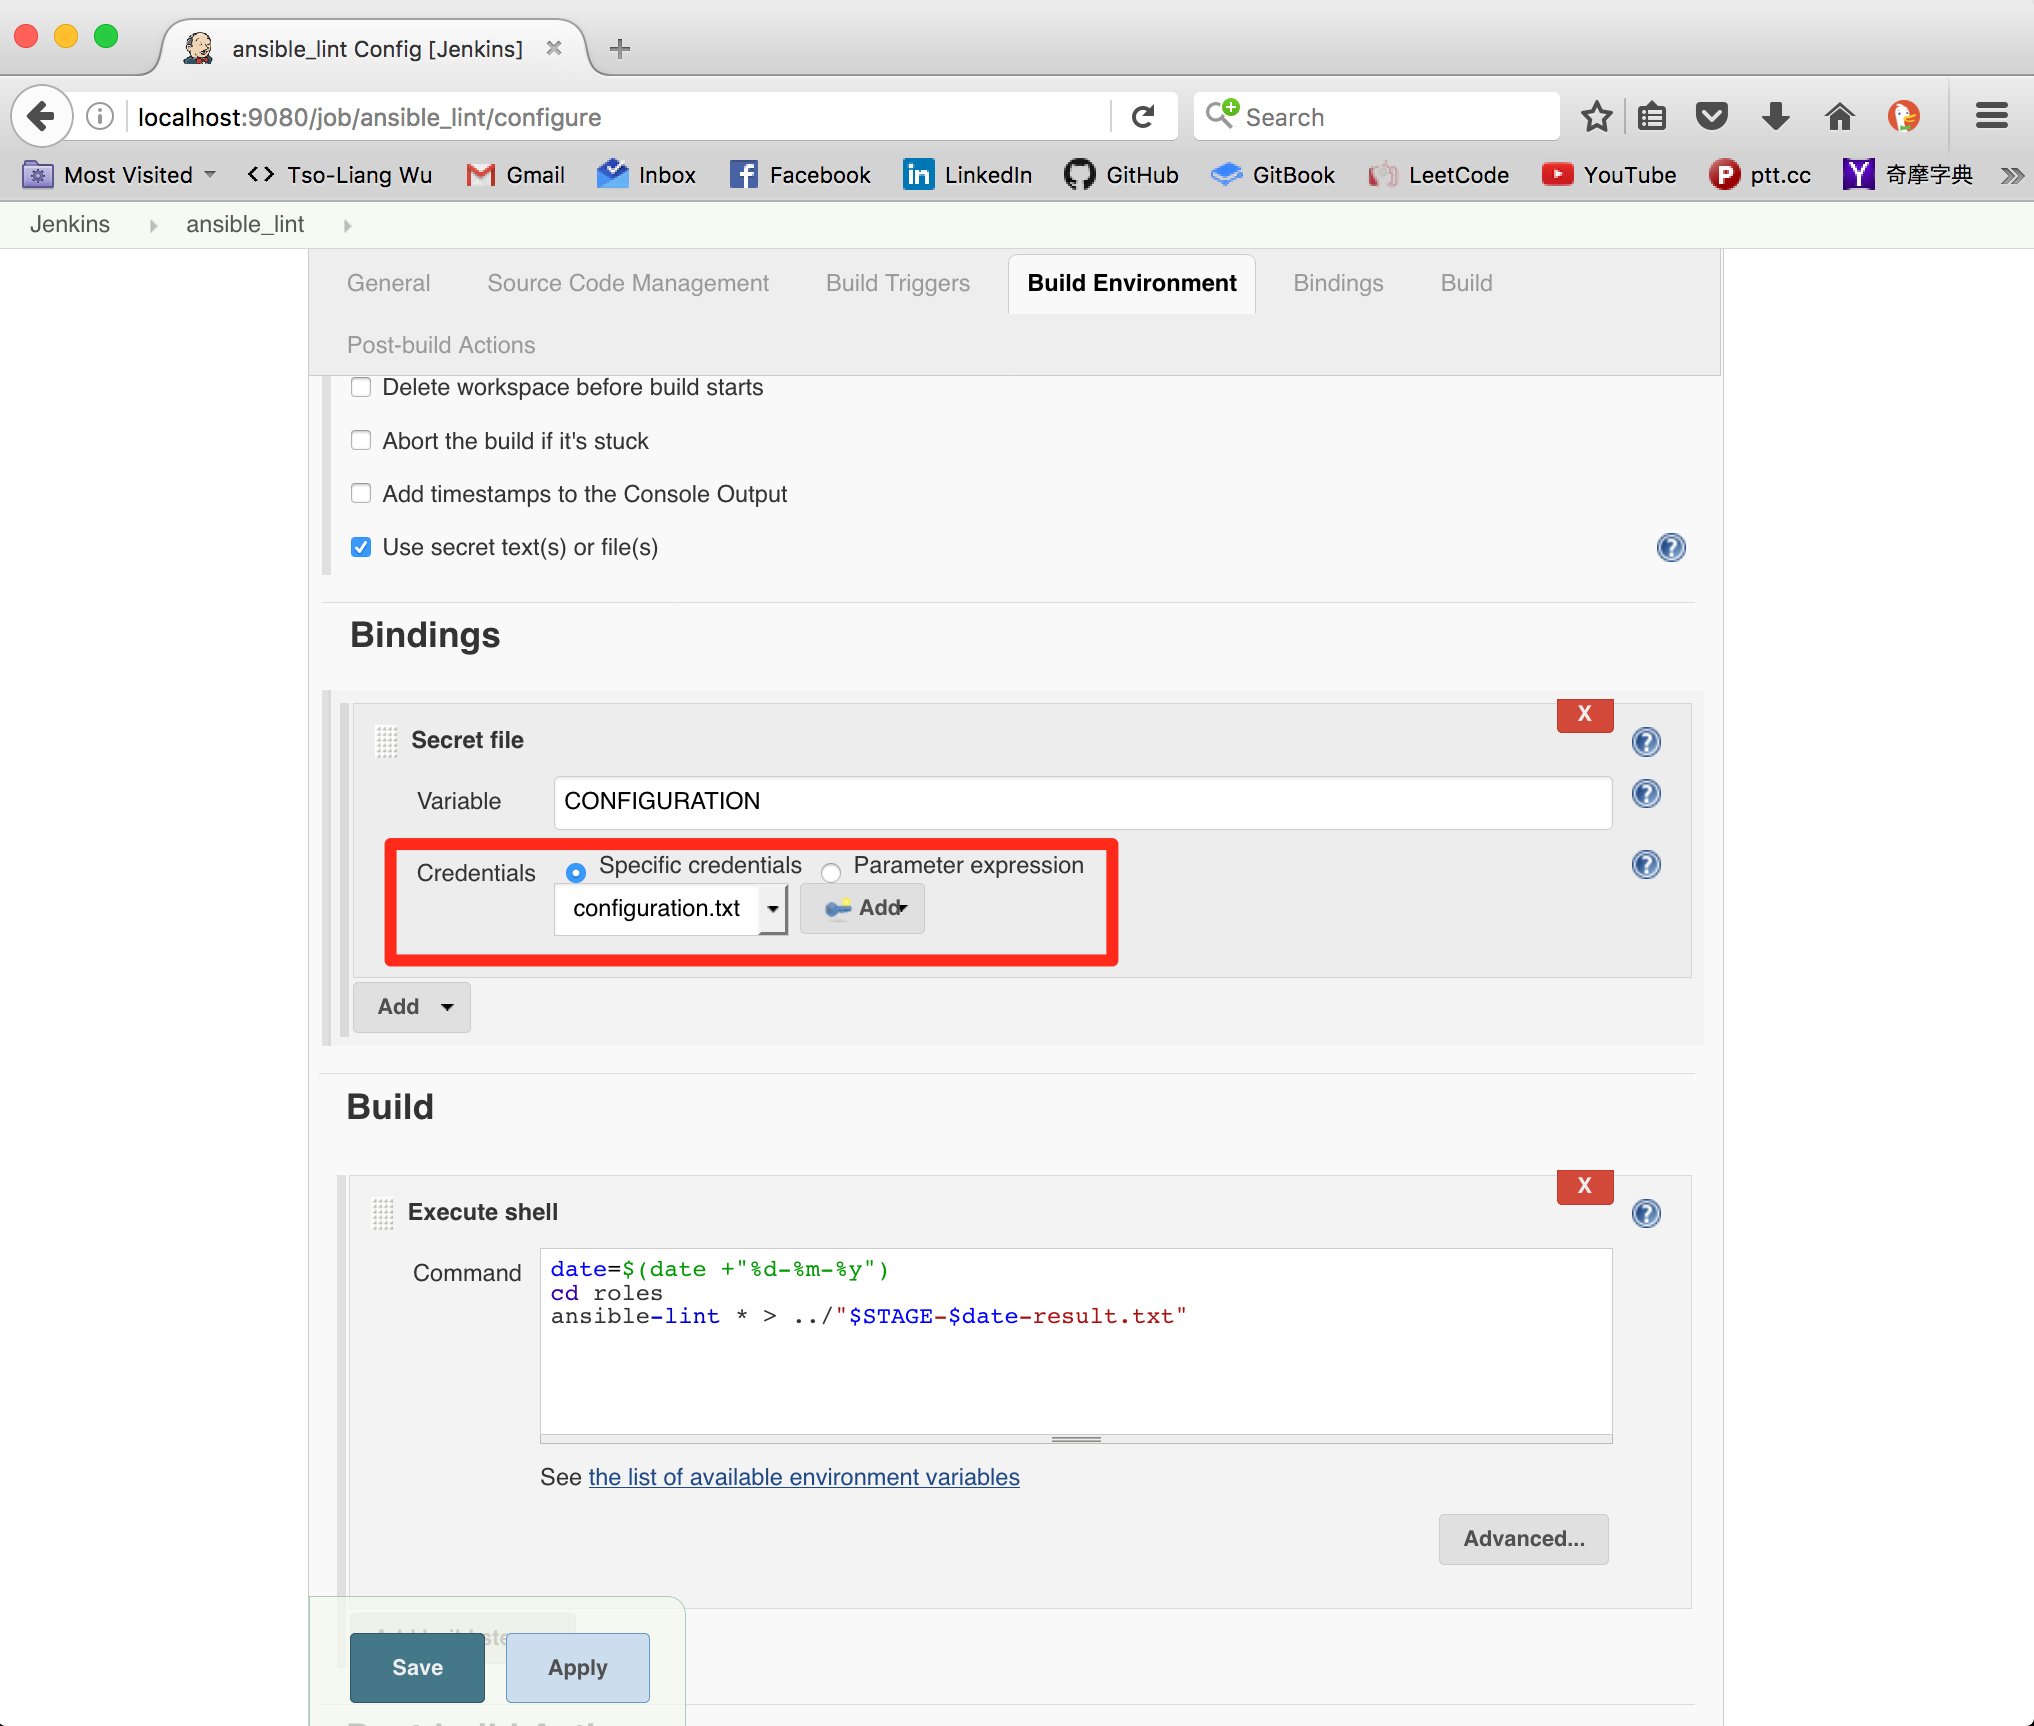 ansible_lint Config [Jenkins]
localhost:9080/job/ansible_lint/configure
Search
Most Visited
Tso-Liang Wu
Gmail
Inbox
Facebook
LinkedIn
GitHub
GitBook
LeetCode
YouTube
ptt.cc
奇摩字典
Jenkins
ansible_lint
General
Source Code Management
Build Triggers
Build Environment
Bindings
Build
Post-build Actions
Delete workspace before build starts
Abort the build if it's stuck
Add timestamps to the Console Output
Use secret text(s) or file(s)
Bindings
X
Secret file
Variable
CONFIGURATION
Credentials
Specific credentials
Parameter expression
configuration.txt
Add
Add
Build
X
Execute shell
Command
date=$(date +"%d-%m-%y")
cd roles
ansible-lint * > ../"$STAGE-$date-result.txt"
See the list of available environment variables
Advanced...
Save
Apply